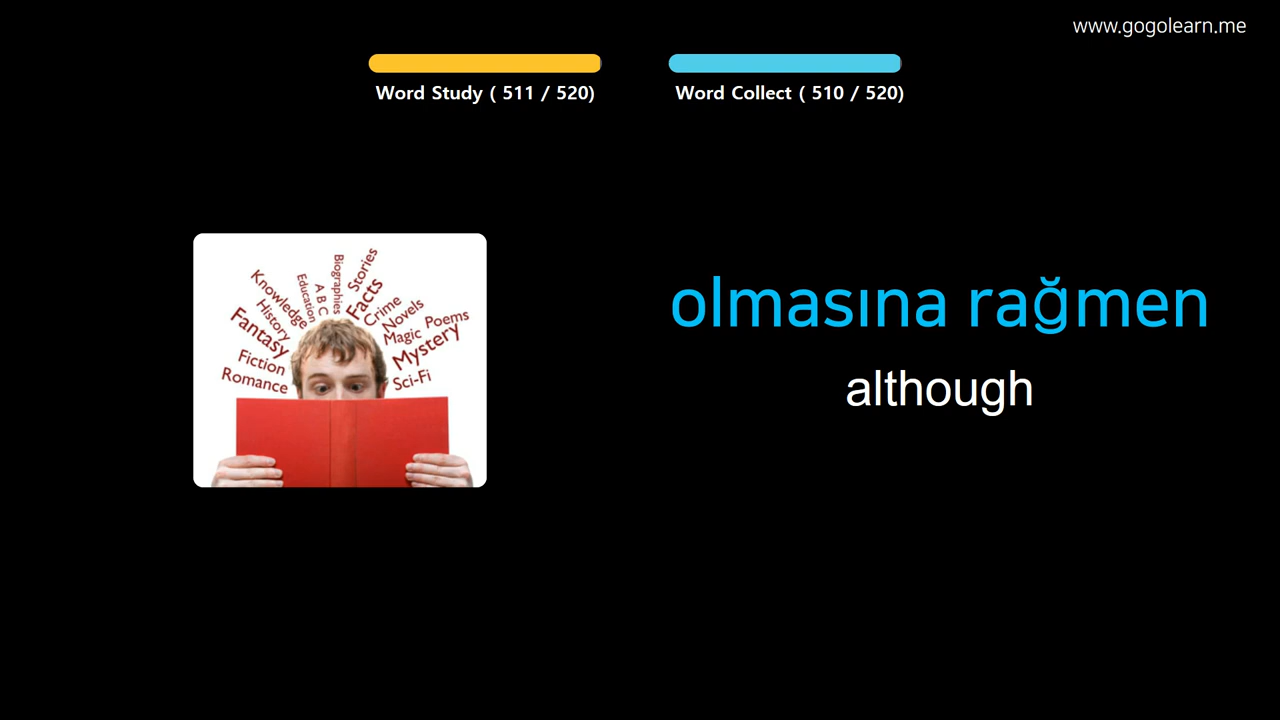 www.gogolearn.me
Word Study ( 511 / 520)
Word Collect ( 510 / 520)
Knowledge
History
Fantasy
Fiction
Romance
Education
A B C
Biographies
Stories
Facts
Crime
Novels
Magic
Poems
Mystery
Sci-Fi
olmasına rağmen
although